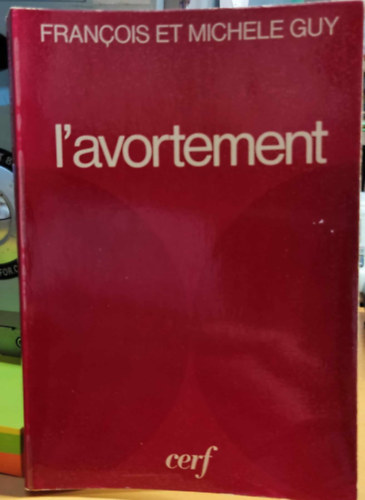 FRANÇOIS ET MICHELE GUY
l'avortement
cerf